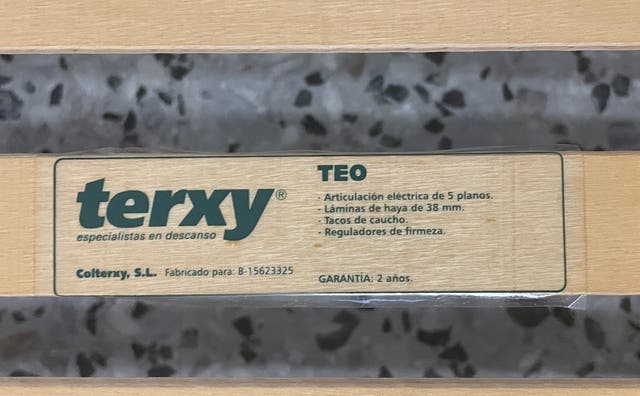 terxy®
especialistas en descanso
Colterxy, S.L. Fabricado para: B-15623325
TEO
- Articulación eléctrica de 5 planos.
- Láminas de haya de 38 mm.
- Tacos de caucho.
- Reguladores de firmeza.
GARANTÍA: 2 años.